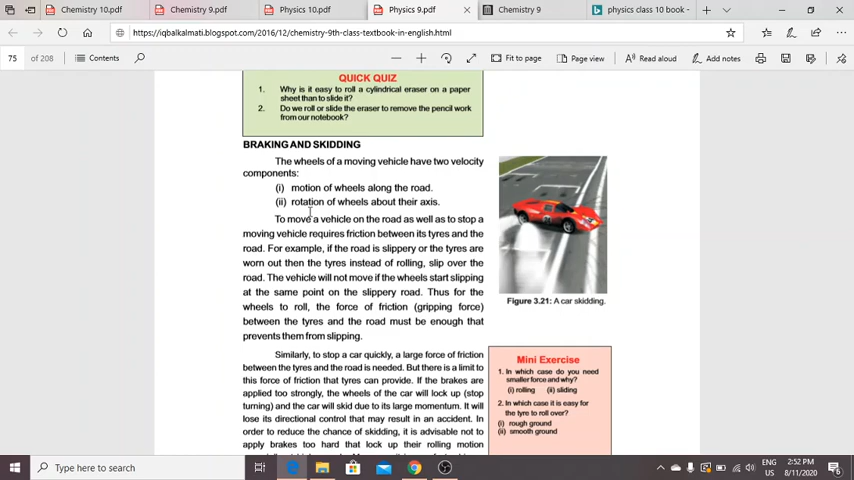 Chemistry 10.pdf
Chemistry 9.pdf
Physics 10.pdf
Physics 9.pdf
Chemistry 9
physics class 10 book -
https://iqbalkalmati.blogspot.com/2016/12/chemistry-9th-class-textbook-in-english.html
75 of 208
Contents
Fit to page
Page view
Read aloud
Add notes
QUICK QUIZ
1. Why is it easy to roll a cylindrical eraser on a paper
sheet than to slide it?
2. Do we roll or slide the eraser to remove the pencil work
from our notebook?
BRAKING AND SKIDDING
The wheels of a moving vehicle have two velocity
components:
(i) motion of wheels along the road.
(ii) rotation of wheels about their axis.
To move a vehicle on the road as well as to stop a
moving vehicle requires friction between its tyres and the
road. For example, if the road is slippery or the tyres are
worn out then the tyres instead of rolling, slip over the
road. The vehicle will not move if the wheels start slipping
at the same point on the slippery road. Thus for the
wheels to roll, the force of friction (gripping force)
between the tyres and the road must be enough that
prevents them from slipping.
Figure 3.21: A car skidding.
Similarly, to stop a car quickly, a large force of friction
between the tyres and the road is needed. But there is a limit to
this force of friction that tyres can provide. If the brakes are
applied too strongly, the wheels of the car will lock up (stop
turning) and the car will skid due to its large momentum. It will
lose its directional control that may result in an accident. In
order to reduce the chance of skidding, it is advisable not to
apply brakes too hard that lock up their rolling motion
Mini Exercise
1. In which case do you need
smaller force and why?
(i) rolling (ii) sliding
2. In which case it is easy for
the tyre to roll over?
(i) rough ground
(ii) smooth ground
Type here to search
ENG
US
2:52 PM
8/11/2020